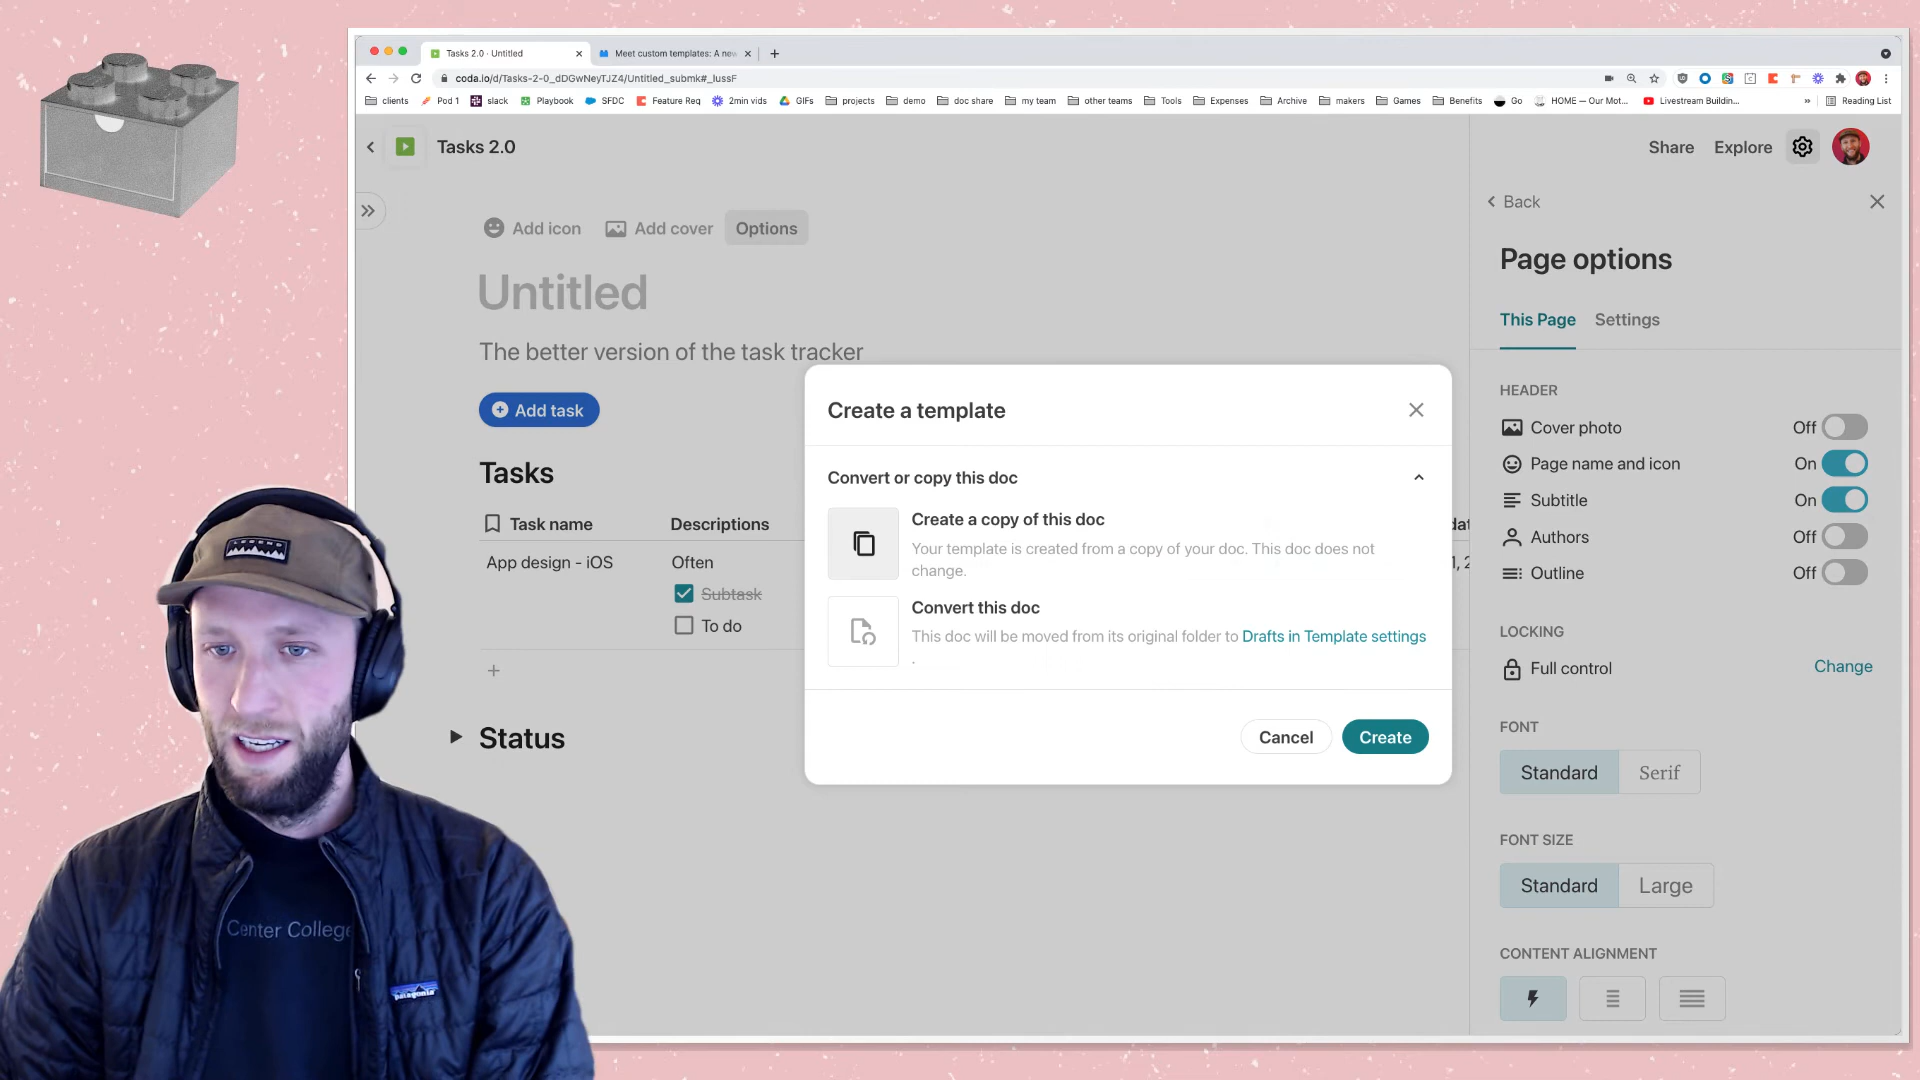 Tasks 2.0 · Untitled
Meet custom templates: A new
coda.io/d/Tasks-2-0_dDGwNeyTJZ4/Untitled_submk#_lussF
clients Pod 1 slack Playbook SFDC Feature Req 2min vids GIFs projects demo doc share my team other teams Tools Expenses Archive makers Games Benefits Go HOME — Our Mot... Livestream Buildin... » Reading List
Tasks 2.0
Share Explore
Add icon Add cover Options
Untitled
The better version of the task tracker
Add task
Tasks
Task name Descriptions
App design - iOS Often
Subtask
To do
Status
Create a template
Convert or copy this doc
Create a copy of this doc
Your template is created from a copy of your doc. This doc does not
change.
Convert this doc
This doc will be moved from its original folder to Drafts in Template settings
.
Cancel Create
Back
Page options
This Page Settings
HEADER
Cover photo Off
Page name and icon On
Subtitle On
Authors Off
Outline Off
LOCKING
Full control Change
FONT
Standard Serif
FONT SIZE
Standard Large
CONTENT ALIGNMENT
LEGEND
Center College
patagonia